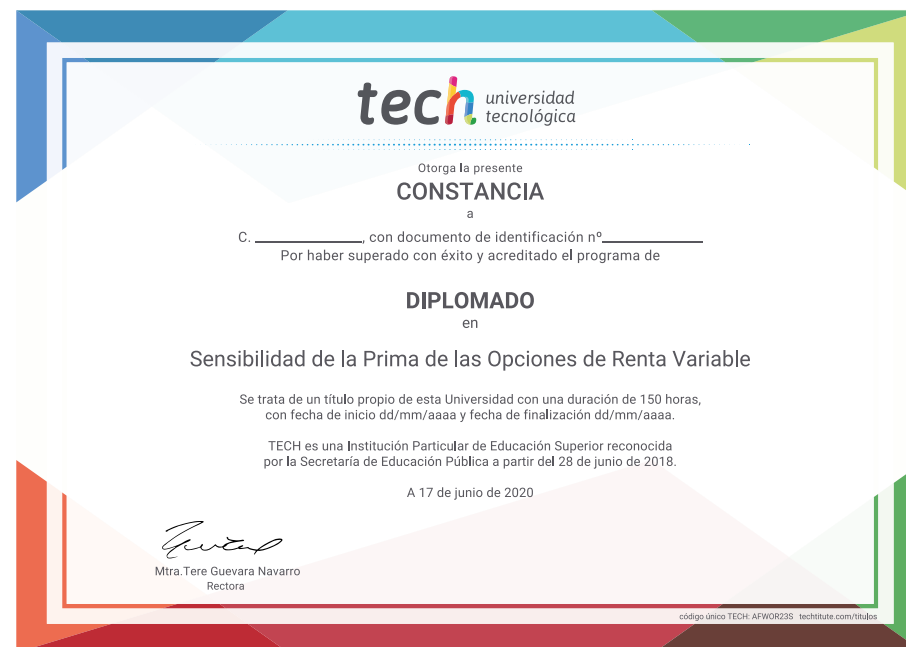 tech universidad
tecnológica
Otorga la presente
CONSTANCIA
a
C. ____________, con documento de identificación nº____________
Por haber superado con éxito y acreditado el programa de
DIPLOMADO
en
Sensibilidad de la Prima de las Opciones de Renta Variable
Se trata de un título propio de esta Universidad con una duración de 150 horas,
con fecha de inicio dd/mm/aaaa y fecha de finalización dd/mm/aaaa.
TECH es una Institución Particular de Educación Superior reconocida
por la Secretaría de Educación Pública a partir del 28 de junio de 2018.
A 17 de junio de 2020
Mtra.Tere Guevara Navarro
Rectora
código único TECH: AFWOR23S techtitute.com/titulos